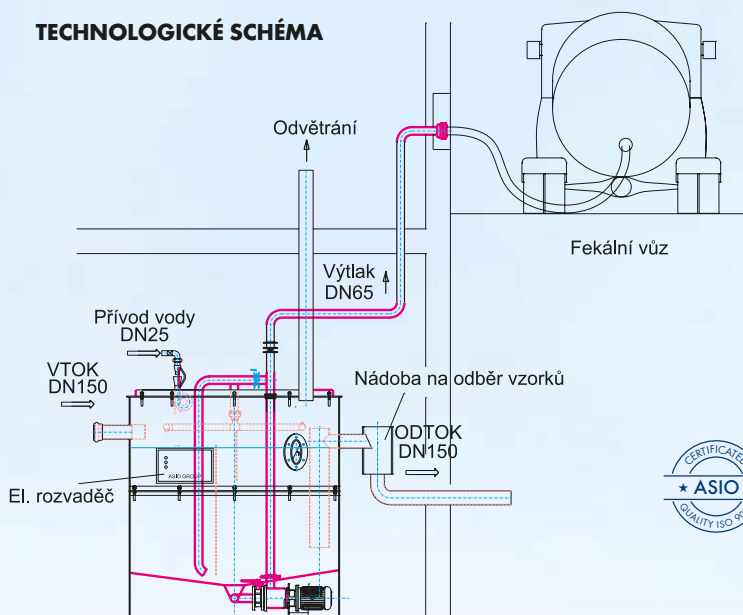 TECHNOLOGICKÉ SCHÉMA
Odvětrání
Fekální vůz
Výtlak
DN65
Přívod vody
DN25
VTOK
DN150
Nádoba na odběr vzorků
ODTOK
DN150
ASIO GROUP
El. rozvaděč
CERTIFICATE
★ ASIO
QUALITY ISO